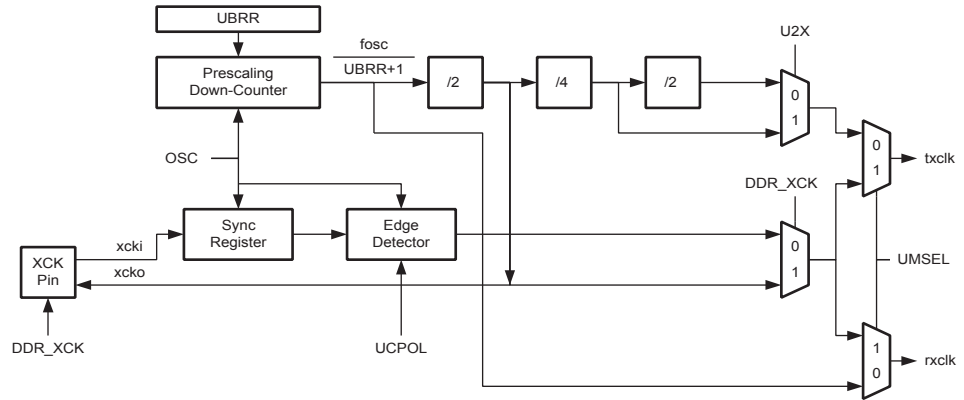 UBRR
fosc
UBRR+1
U2X
Prescaling
Down-Counter
/2
/4
/2
0
1
OSC
0
1
txclk
DDR_XCK
Sync
Register
Edge
Detector
0
1
UMSEL
xcki
xcko
XCK
Pin
DDR_XCK
UCPOL
1
0
rxclk